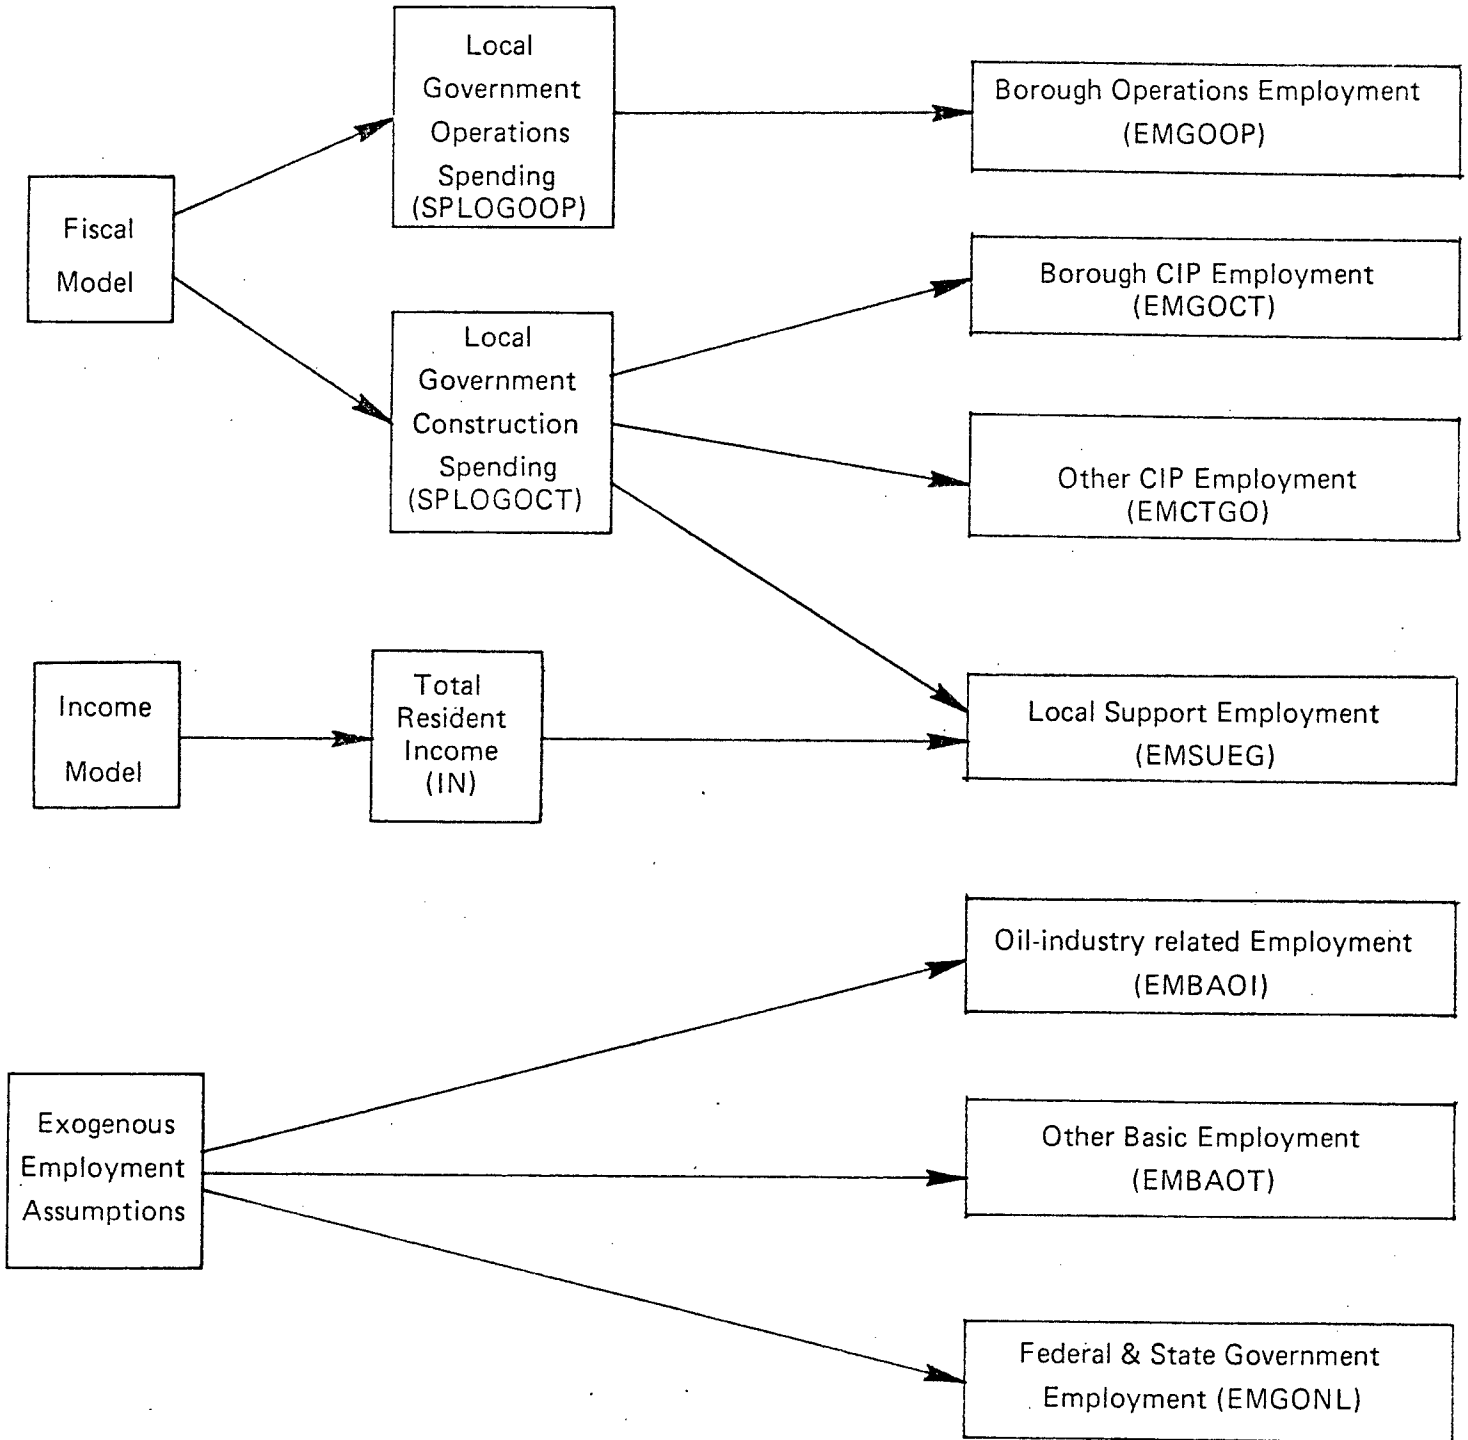 Local
Government
Operations
Spending
(SPLOGOOP)
Borough Operations Employment
(EMGOOP)
Fiscal
Model
Borough CIP Employment
(EMGOCT)
Local
Government
Construction
Spending
(SPLOGOCT)
Other CIP Employment
(EMCTGO)
Income
Model
Total
Resident
Income
(IN)
Local Support Employment
(EMSUEG)
Oil-industry related Employment
(EMBAOI)
Exogenous
Employment
Assumptions
Other Basic Employment
(EMBAOT)
Federal & State Government
Employment (EMGONL)